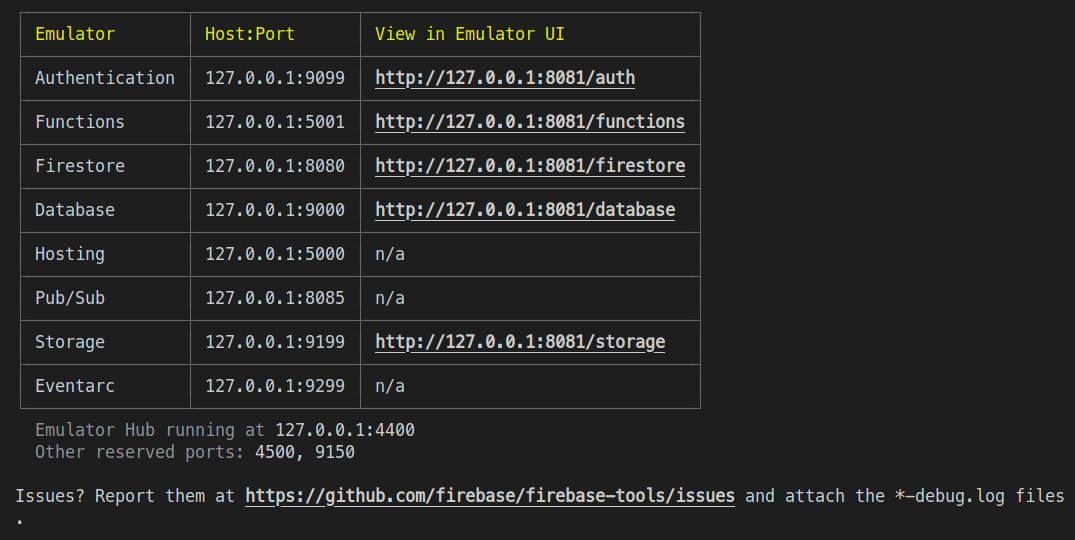 Emulator Host:Port View in Emulator UI
Authentication 127.0.0.1:9099 http://127.0.0.1:8081/auth
Functions 127.0.0.1:5001 http://127.0.0.1:8081/functions
Firestore 127.0.0.1:8080 http://127.0.0.1:8081/firestore
Database 127.0.0.1:9000 http://127.0.0.1:8081/database
Hosting 127.0.0.1:5000 n/a
Pub/Sub 127.0.0.1:8085 n/a
Storage 127.0.0.1:9199 http://127.0.0.1:8081/storage
Eventarc 127.0.0.1:9299 n/a
Emulator Hub running at 127.0.0.1:4400
Other reserved ports: 4500, 9150
Issues? Report them at https://github.com/firebase/firebase-tools/issues and attach the *-debug.log files
.